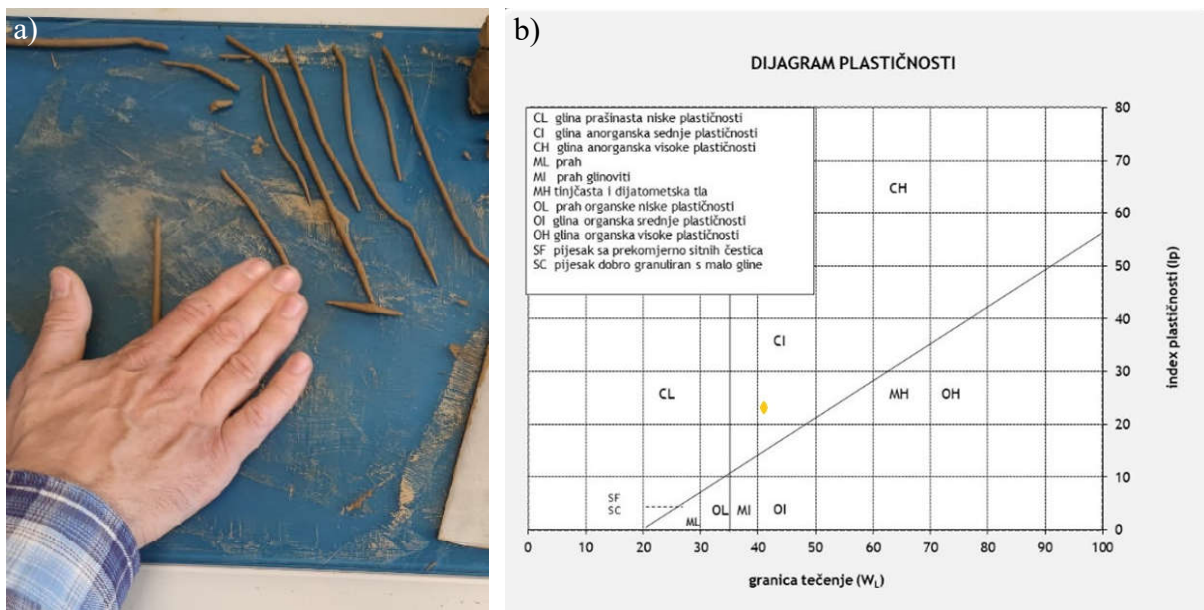 a)
b)
DIJAGRAM PLASTIČNOSTI
CL glina prašinasta niske plastičnosti
CI glina anorganska sednje plastičnosti
CH glina anorganska visoke plastičnosti
ML prah
MI prah glinoviti
MH tinjčasta i dijatometska tla
OL prah organske niske plastičnosti
OI glina organska srednje plastičnosti
OH glina organska visoke plastičnosti
SF pijesak sa prekomjerno sitnih čestica
SC pijesak dobro granuliran s malo gline
80
70
60
50
40
30
20
10
0
index plastičnosti (Ip)
CH
CI
CL
MH OH
SF
SC
ML OL MI OI
0 10 20 30 40 50 60 70 80 90 100
granica tečenje (WL)